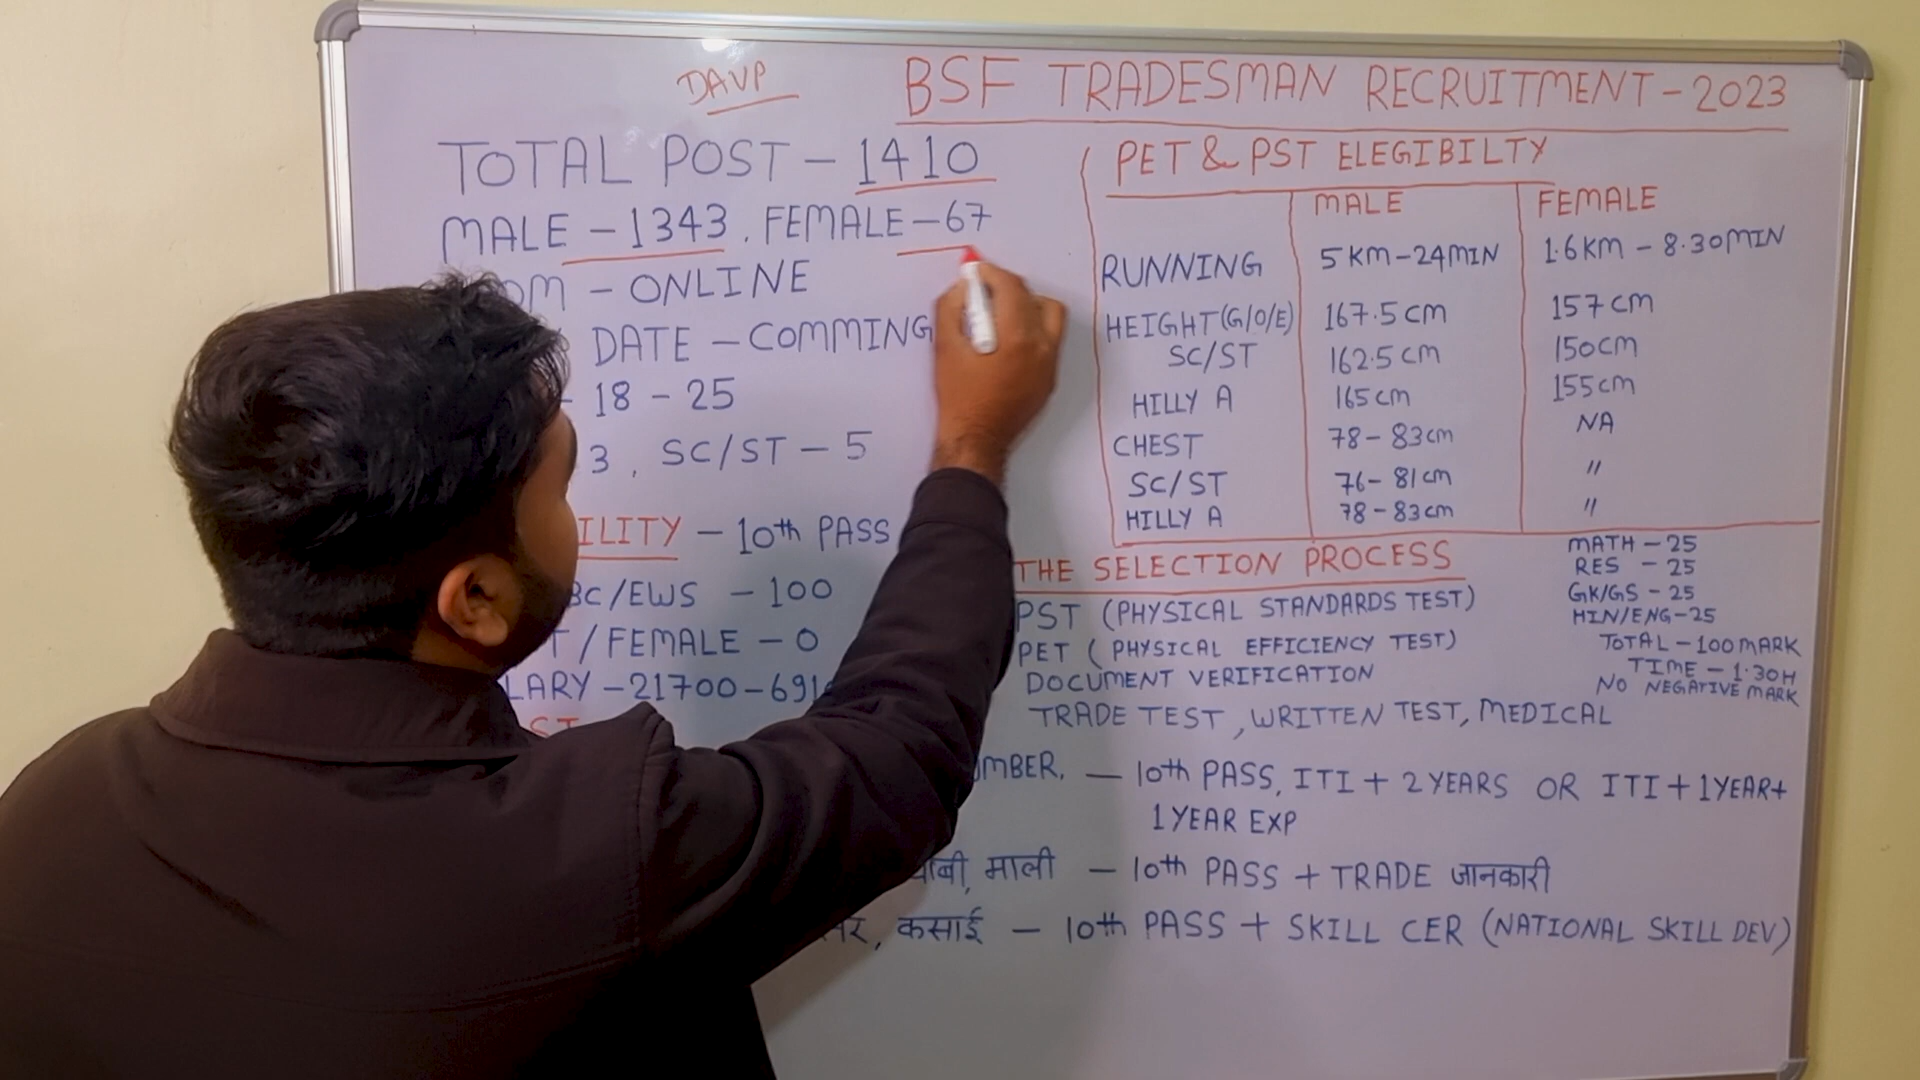 DAVP
BSF TRADESMAN RECRUITMENT - 2023
TOTAL POST - 1410
MALE - 1343, FEMALE - 67
- ONLINE
DATE - COMMING
18 - 25
3, SC/ST - 5
- 10th PASS
/EWS - 100
/FEMALE - 0
- 21700 -
PET & PST ELEGIBILTY
MALE FEMALE
RUNNING 5 KM - 24 MIN 1.6 KM - 8.30 MIN
HEIGHT (G/O/E) 167.5 cm 157 cm
SC/ST 162.5 cm 150 cm
HILLY A 165 cm 155 cm
CHEST 78 - 83 cm NA
SC/ST 76 - 81 cm "
HILLY A 78 - 83 cm "
THE SELECTION PROCESS
PST (PHYSICAL STANDARDS TEST)
PET (PHYSICAL EFFICIENCY TEST)
DOCUMENT VERIFICATION
TRADE TEST, WRITTEN TEST, MEDICAL
MATH - 25
RES - 25
GK/GS - 25
HIN/ENG - 25
TOTAL - 100 MARK
TIME - 1.30H
NO NEGATIVE MARK
- 10th PASS, ITI + 2 YEARS OR ITI + 1 YEAR +
1 YEAR EXP
माली - 10th PASS + TRADE जानकारी
कसाई - 10th PASS + SKILL CER (NATIONAL SKILL DEV)